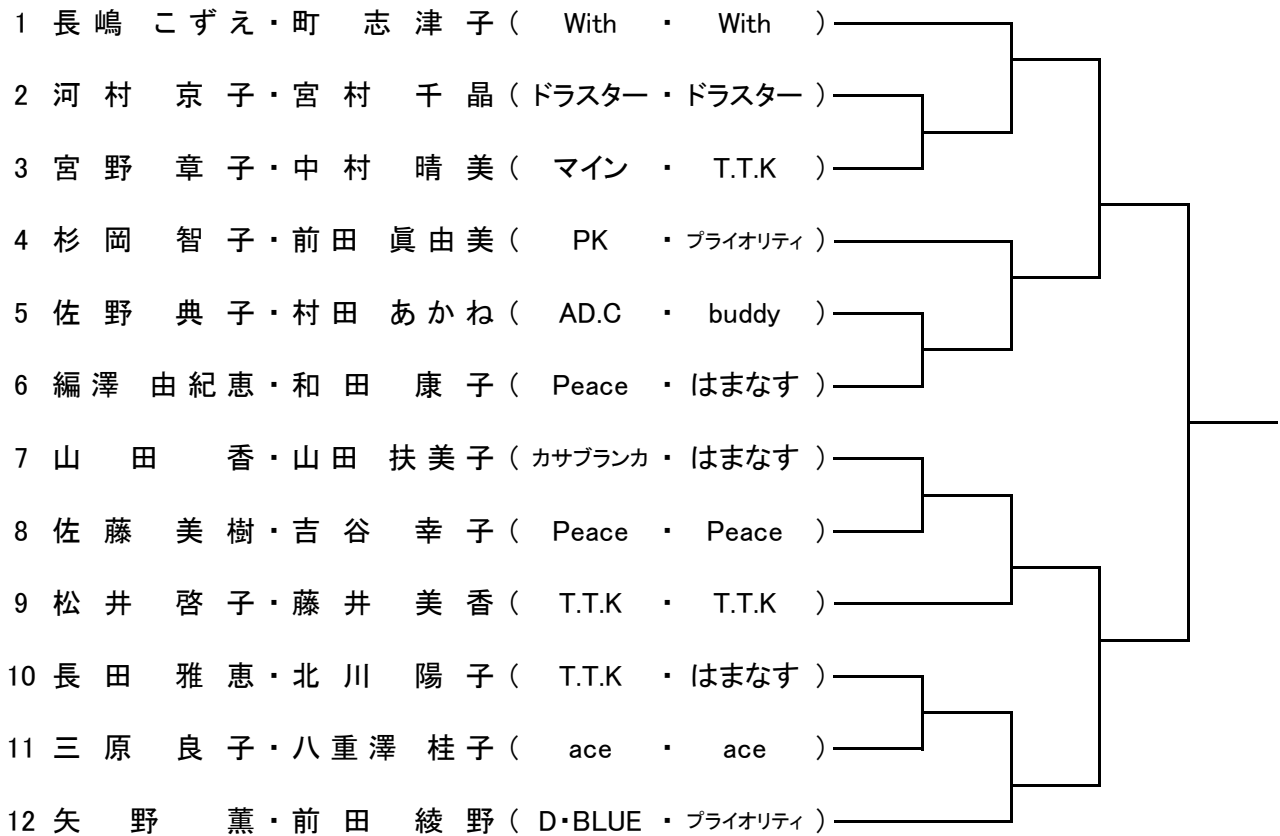 1 長嶋 こずえ・町 志津子 ( With ・ With )
2 河村 京子・宮村 千晶 ( ドラスター ・ ドラスター )
3 宮野 章子・中村 晴美 ( マイン ・ T.T.K )
4 杉岡 智子・前田 眞由美 ( PK ・ プライオリティ )
5 佐野 典子・村田 あかね ( AD.C ・ buddy )
6 編澤 由紀恵・和田 康子 ( Peace ・ はまなす )
7 山田 香・山田 扶美子 ( カサブランカ ・ はまなす )
8 佐藤 美樹・吉谷 幸子 ( Peace ・ Peace )
9 松井 啓子・藤井 美香 ( T.T.K ・ T.T.K )
10 長田 雅恵・北川 陽子 ( T.T.K ・ はまなす )
11 三原 良子・八重澤 桂子 ( ace ・ ace )
12 矢野 薫・前田 綾野 ( D・BLUE ・ プライオリティ )